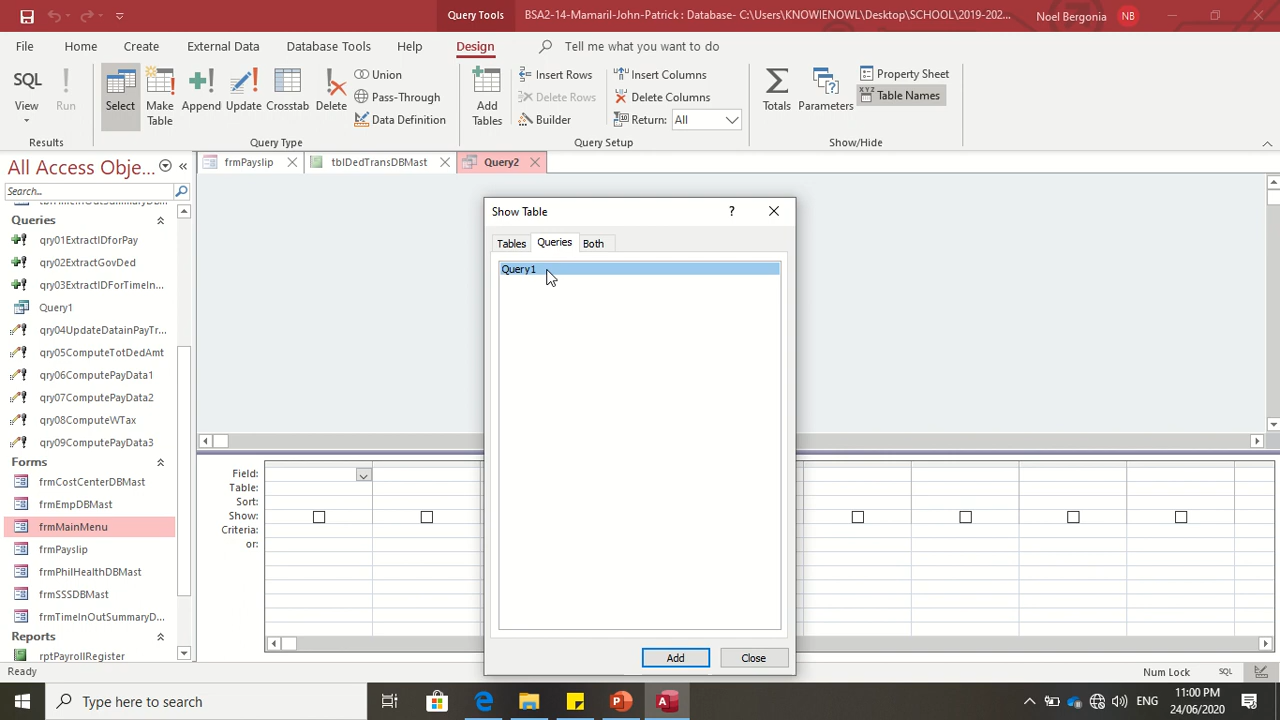 Query Tools
BSA2-14-Mamaril-John-Patrick : Database- C:\Users\KNOWIENOWL\Desktop\SCHOOL\2019-202...
Noel Bergonia
NB
File
Home
Create
External Data
Database Tools
Help
Design
Tell me what you want to do
SQL
View
Run
Results
Select
Make
Table
Append
Update
Crosstab
Delete
Union
Pass-Through
Data Definition
Query Type
Add
Tables
Insert Rows
Delete Rows
Builder
Insert Columns
Delete Columns
Return:
All
Query Setup
Totals
Parameters
Property Sheet
Table Names
Show/Hide
All Access Obje...
Search...
Queries
qry01ExtractIDforPay
qry02ExtractGovDed
qry03ExtractIDForTimeIn...
Query1
qry04UpdateDatainPayTr...
qry05ComputeTotDedAmt
qry06ComputePayData1
qry07ComputePayData2
qry08ComputeWTax
qry09ComputePayData3
Forms
frmCostCenterDBMast
frmEmpDBMast
frmMainMenu
frmPayslip
frmPhilHealthDBMast
frmSSSDBMast
frmTimeInOutSummaryD...
Reports
rptPayrollRegister
frmPayslip
tblDedTransDBMast
Query2
Show Table
?
Tables
Queries
Both
Query1
Add
Close
Field:
Table:
Sort:
Show:
Criteria:
or:
Ready
Num Lock
SQL
Type here to search
ENG
11:00 PM
24/06/2020